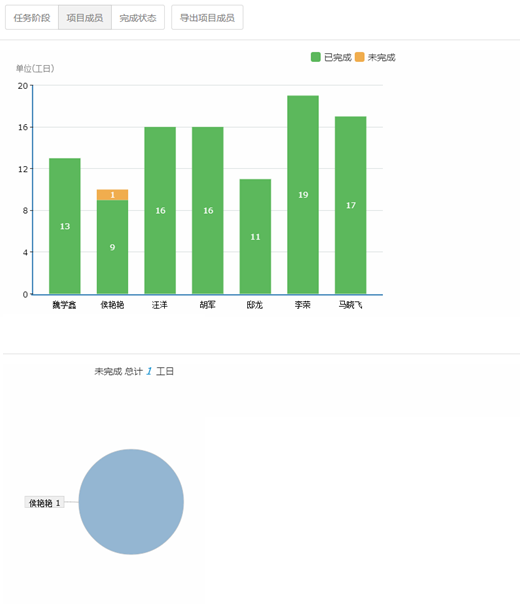 任务阶段 项目成员 完成状态 导出项目成员
已完成 未完成
单位(工日)
20
16
12
8
4
0
13
1
9
16
16
11
19
17
魏学鑫 侯艳艳 汪洋 胡军 邸龙 李荣 马晓飞
未完成 总计 1 工日
侯艳艳 1